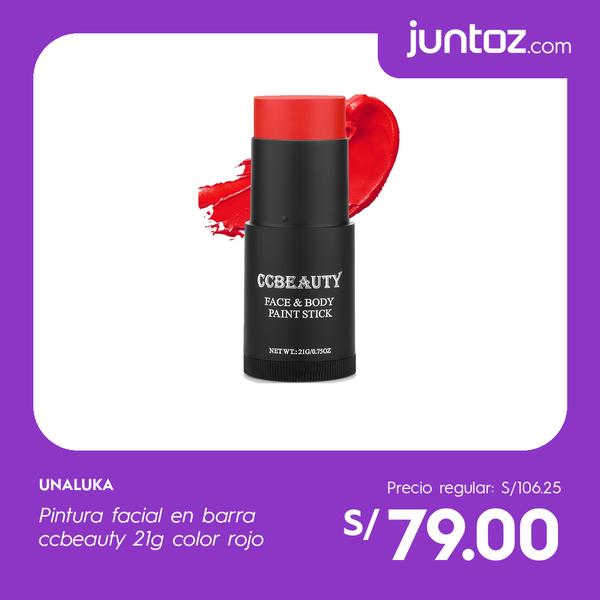 juntoz.com
CCBEAUTY
FACE & BODY
PAINT STICK
NET WT.: 21G/0.75OZ
UNALUKA
Pintura facial en barra
ccbeauty 21g color rojo
Precio regular: S/106.25
S/79.00